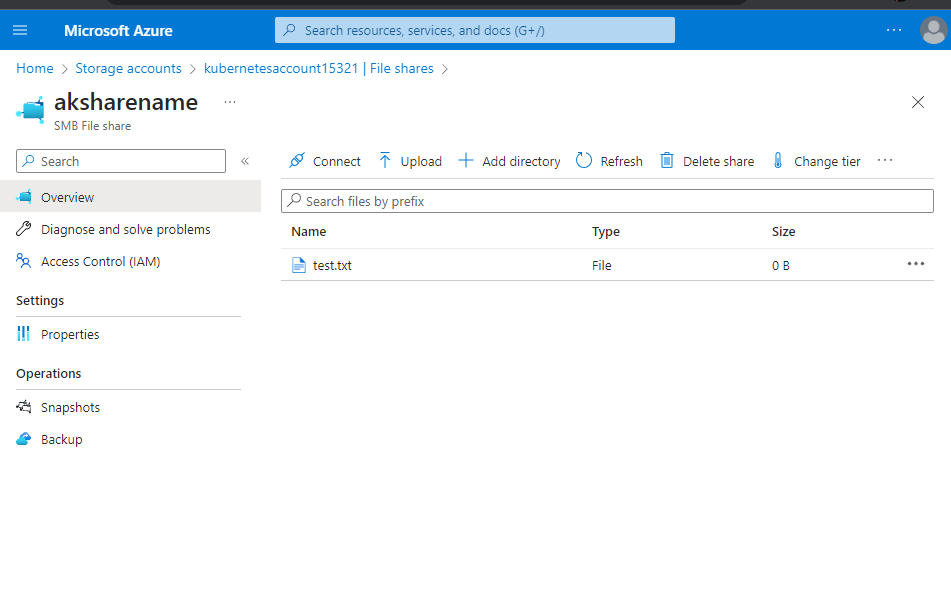 Microsoft Azure
Search resources, services, and docs (G+/)
...
Home > Storage accounts > kubernetesaccount15321 | File shares >
aksharename ...
SMB File share
Search «
Overview
Diagnose and solve problems
Access Control (IAM)
Settings
Properties
Operations
Snapshots
Backup
Connect Upload Add directory Refresh Delete share Change tier ...
Search files by prefix
Name Type Size
test.txt File 0 B ...